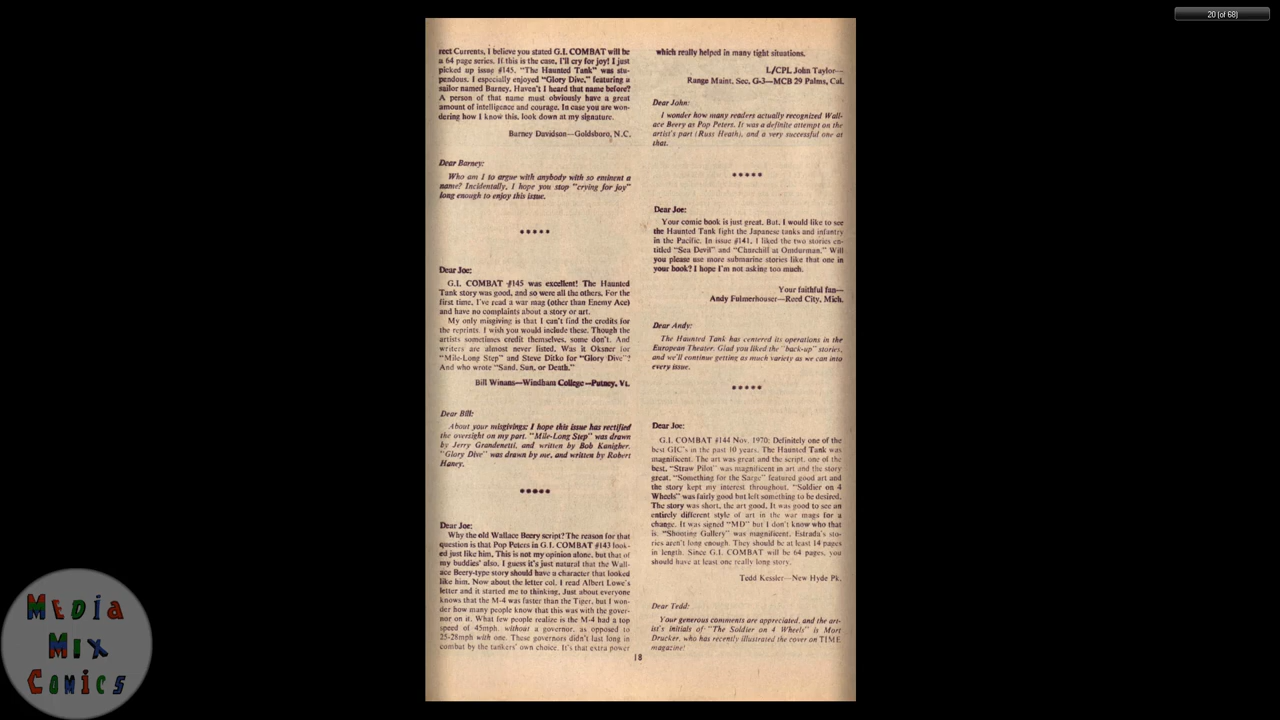 20 (of 68)
rect Currents, I believe you stated G.I. COMBAT will be
a 64 page series. If this is the case, I'll cry for joy! I just
picked up issue #145. "The Haunted Tank" was stu-
pendous. I especially enjoyed "Glory Dive," featuring a
sailor named Barney. Haven't I heard that name before?
A person of that name must obviously have a great
amount of intelligence and courage. In case you are won-
dering how I know this, look down at my signature.
Barney Davidson—Goldsboro, N.C.
Dear Barney:
Who am I to argue with anybody with so eminent a
name? Incidentally, I hope you stop "crying for joy"
long enough to enjoy this issue.
*****
Dear Joe:
G.I. COMBAT #145 was excellent! The Haunted
Tank story was good, and so were all the others. For the
first time, I've read a war mag (other than Enemy Ace)
and have no complaints about a story or art.
My only misgiving is that I can't find the credits for
the reprints. I wish you would include these. Though the
artists sometimes credit themselves, some don't. And
writers are almost never listed. Was it Oksner for
"Mile-Long Step" and Steve Ditko for "Glory Dive"?
And who wrote "Sand, Sun, or Death."
Bill Winans—Windham College—Putney, Vt.
Dear Bill:
About your misgivings: I hope this issue has rectified
the oversight on my part. "Mile-Long Step" was drawn
by Jerry Grandenetti, and written by Bob Kanigher.
"Glory Dive" was drawn by me, and written by Robert
Haney.
*****
Dear Joe:
Why the old Wallace Beery script? The reason for that
question is that Pop Peters in G.I. COMBAT #143 look-
ed just like him. This is not my opinion alone, but that of
my buddies' also. I guess it's just natural that the Wall-
ace Beery-type story should have a character that looked
like him. Now about the letter col. I read Albert Lowe's
letter and it started me to thinking. Just about everyone
knows that the M-4 was faster than the Tiger, but I won-
der how many people know that this was with the gover-
nor on it. What few people realize is the M-4 had a top
speed of 45mph. without a governor, as opposed to
25-28mph with one. These governors didn't last long in
combat by the tankers' own choice. It's that extra power
which really helped in many tight situations.
L/CPL John Taylor—
Range Maint. Sec. G-3—MCB 29 Palms, Cal.
Dear John:
I wonder how many readers actually recognized Wall-
ace Beery as Pop Peters. It was a definite attempt on the
artist's part (Russ Heath), and a very successful one at
that.
*****
Dear Joe:
Your comic book is just great. But, I would like to see
the Haunted Tank fight the Japanese tanks and infantry
in the Pacific. In issue #141, I liked the two stories en-
titled "Sea Devil" and "Churchill at Omdurman." Will
you please use more submarine stories like that one in
your book? I hope I'm not asking too much.
Your faithful fan—
Andy Fulmerhouser—Reed City, Mich.
Dear Andy:
The Haunted Tank has centered its operations in the
European Theater. Glad you liked the "back-up" stories,
and we'll continue getting as much variety as we can into
every issue.
*****
Dear Joe:
G.I. COMBAT #144 Nov. 1970: Definitely one of the
best GIC's in the past 10 years. The Haunted Tank was
magnificent. The art was great and the script, one of the
best. "Straw Pilot" was magnificent in art and the story
great. "Something for the Sarge" featured good art and
the story kept my interest throughout. "Soldier on 4
Wheels" was fairly good but left something to be desired.
The story was short, the art good. It was good to see an
entirely different style of art in the war mags for a
change. It was signed "MD" but I don't know who that
is. "Shooting Gallery" was magnificent. Estrada's sto-
ries aren't long enough. They should be at least 14 pages
in length. Since G.I. COMBAT will be 64 pages, you
should have at least one really long story.
Tedd Kessler—New Hyde Pk.
Dear Tedd:
Your generous comments are appreciated, and the art-
ist's initials of "The Soldier on 4 Wheels" is Mort
Drucker, who has recently illustrated the cover on TIME
magazine!
18
MEDiA
MiX
COMiCS